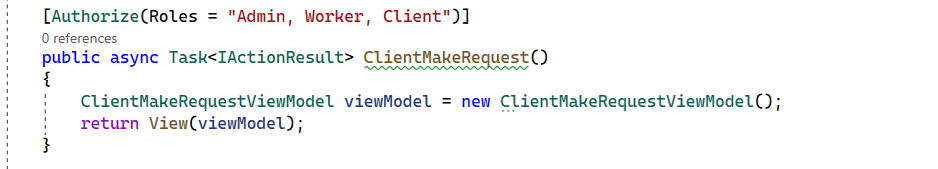 [Authorize(Roles = "Admin, Worker, Client")]
0 references
public async Task<IActionResult> ClientMakeRequest()
{
ClientMakeRequestViewModel viewModel = new ClientMakeRequestViewModel();
return View(viewModel);
}